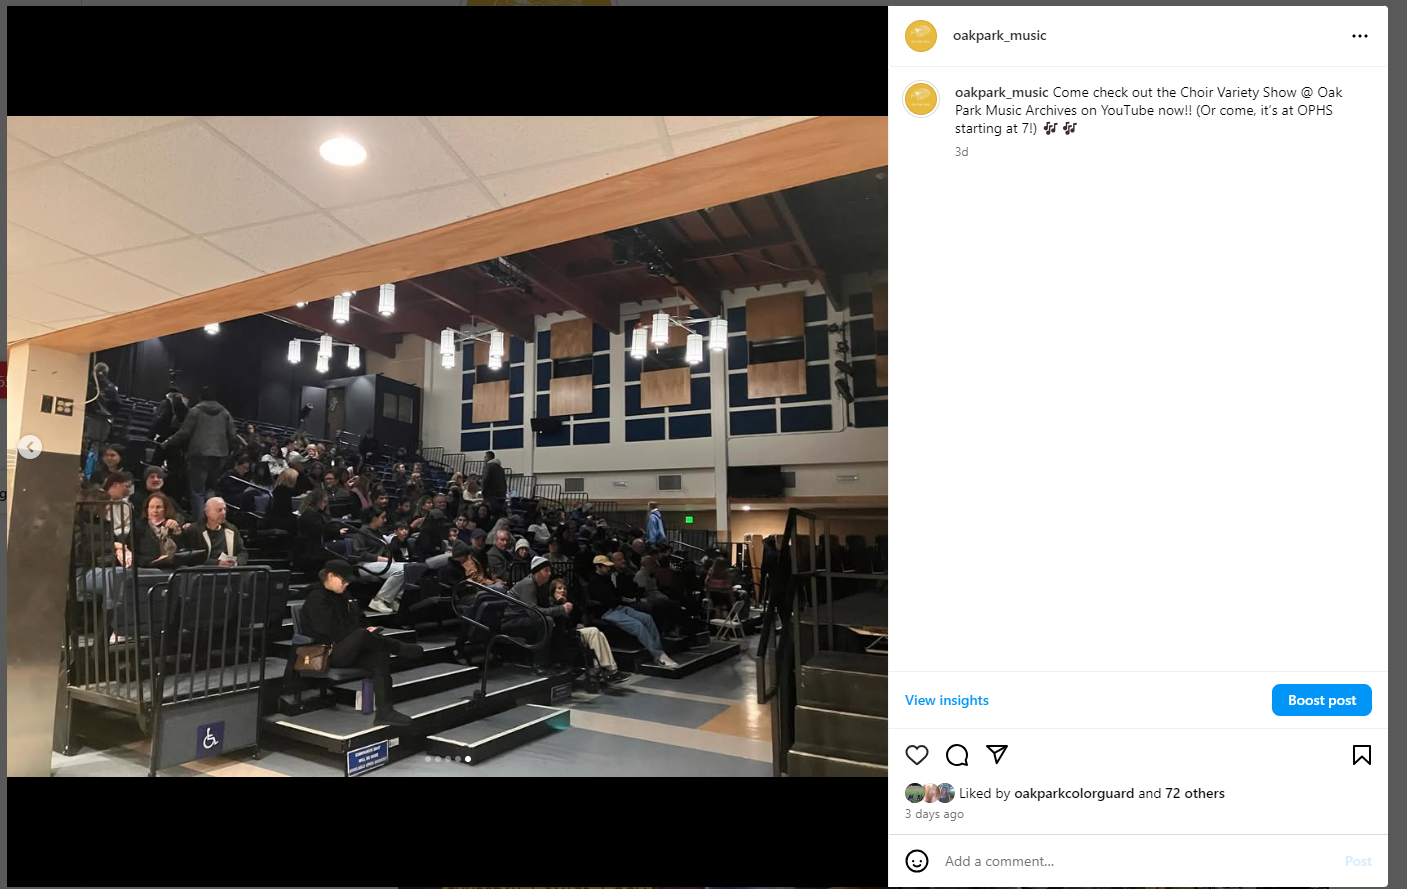 oakpark_music
oakpark_music Come check out the Choir Variety Show @ Oak
Park Music Archives on YouTube now!! (Or come, it's at OPHS
starting at 7!) 🎶 🎶
3d
View insights
Boost post
Liked by oakparkcolorguard and 72 others
3 days ago
Add a comment...
Post